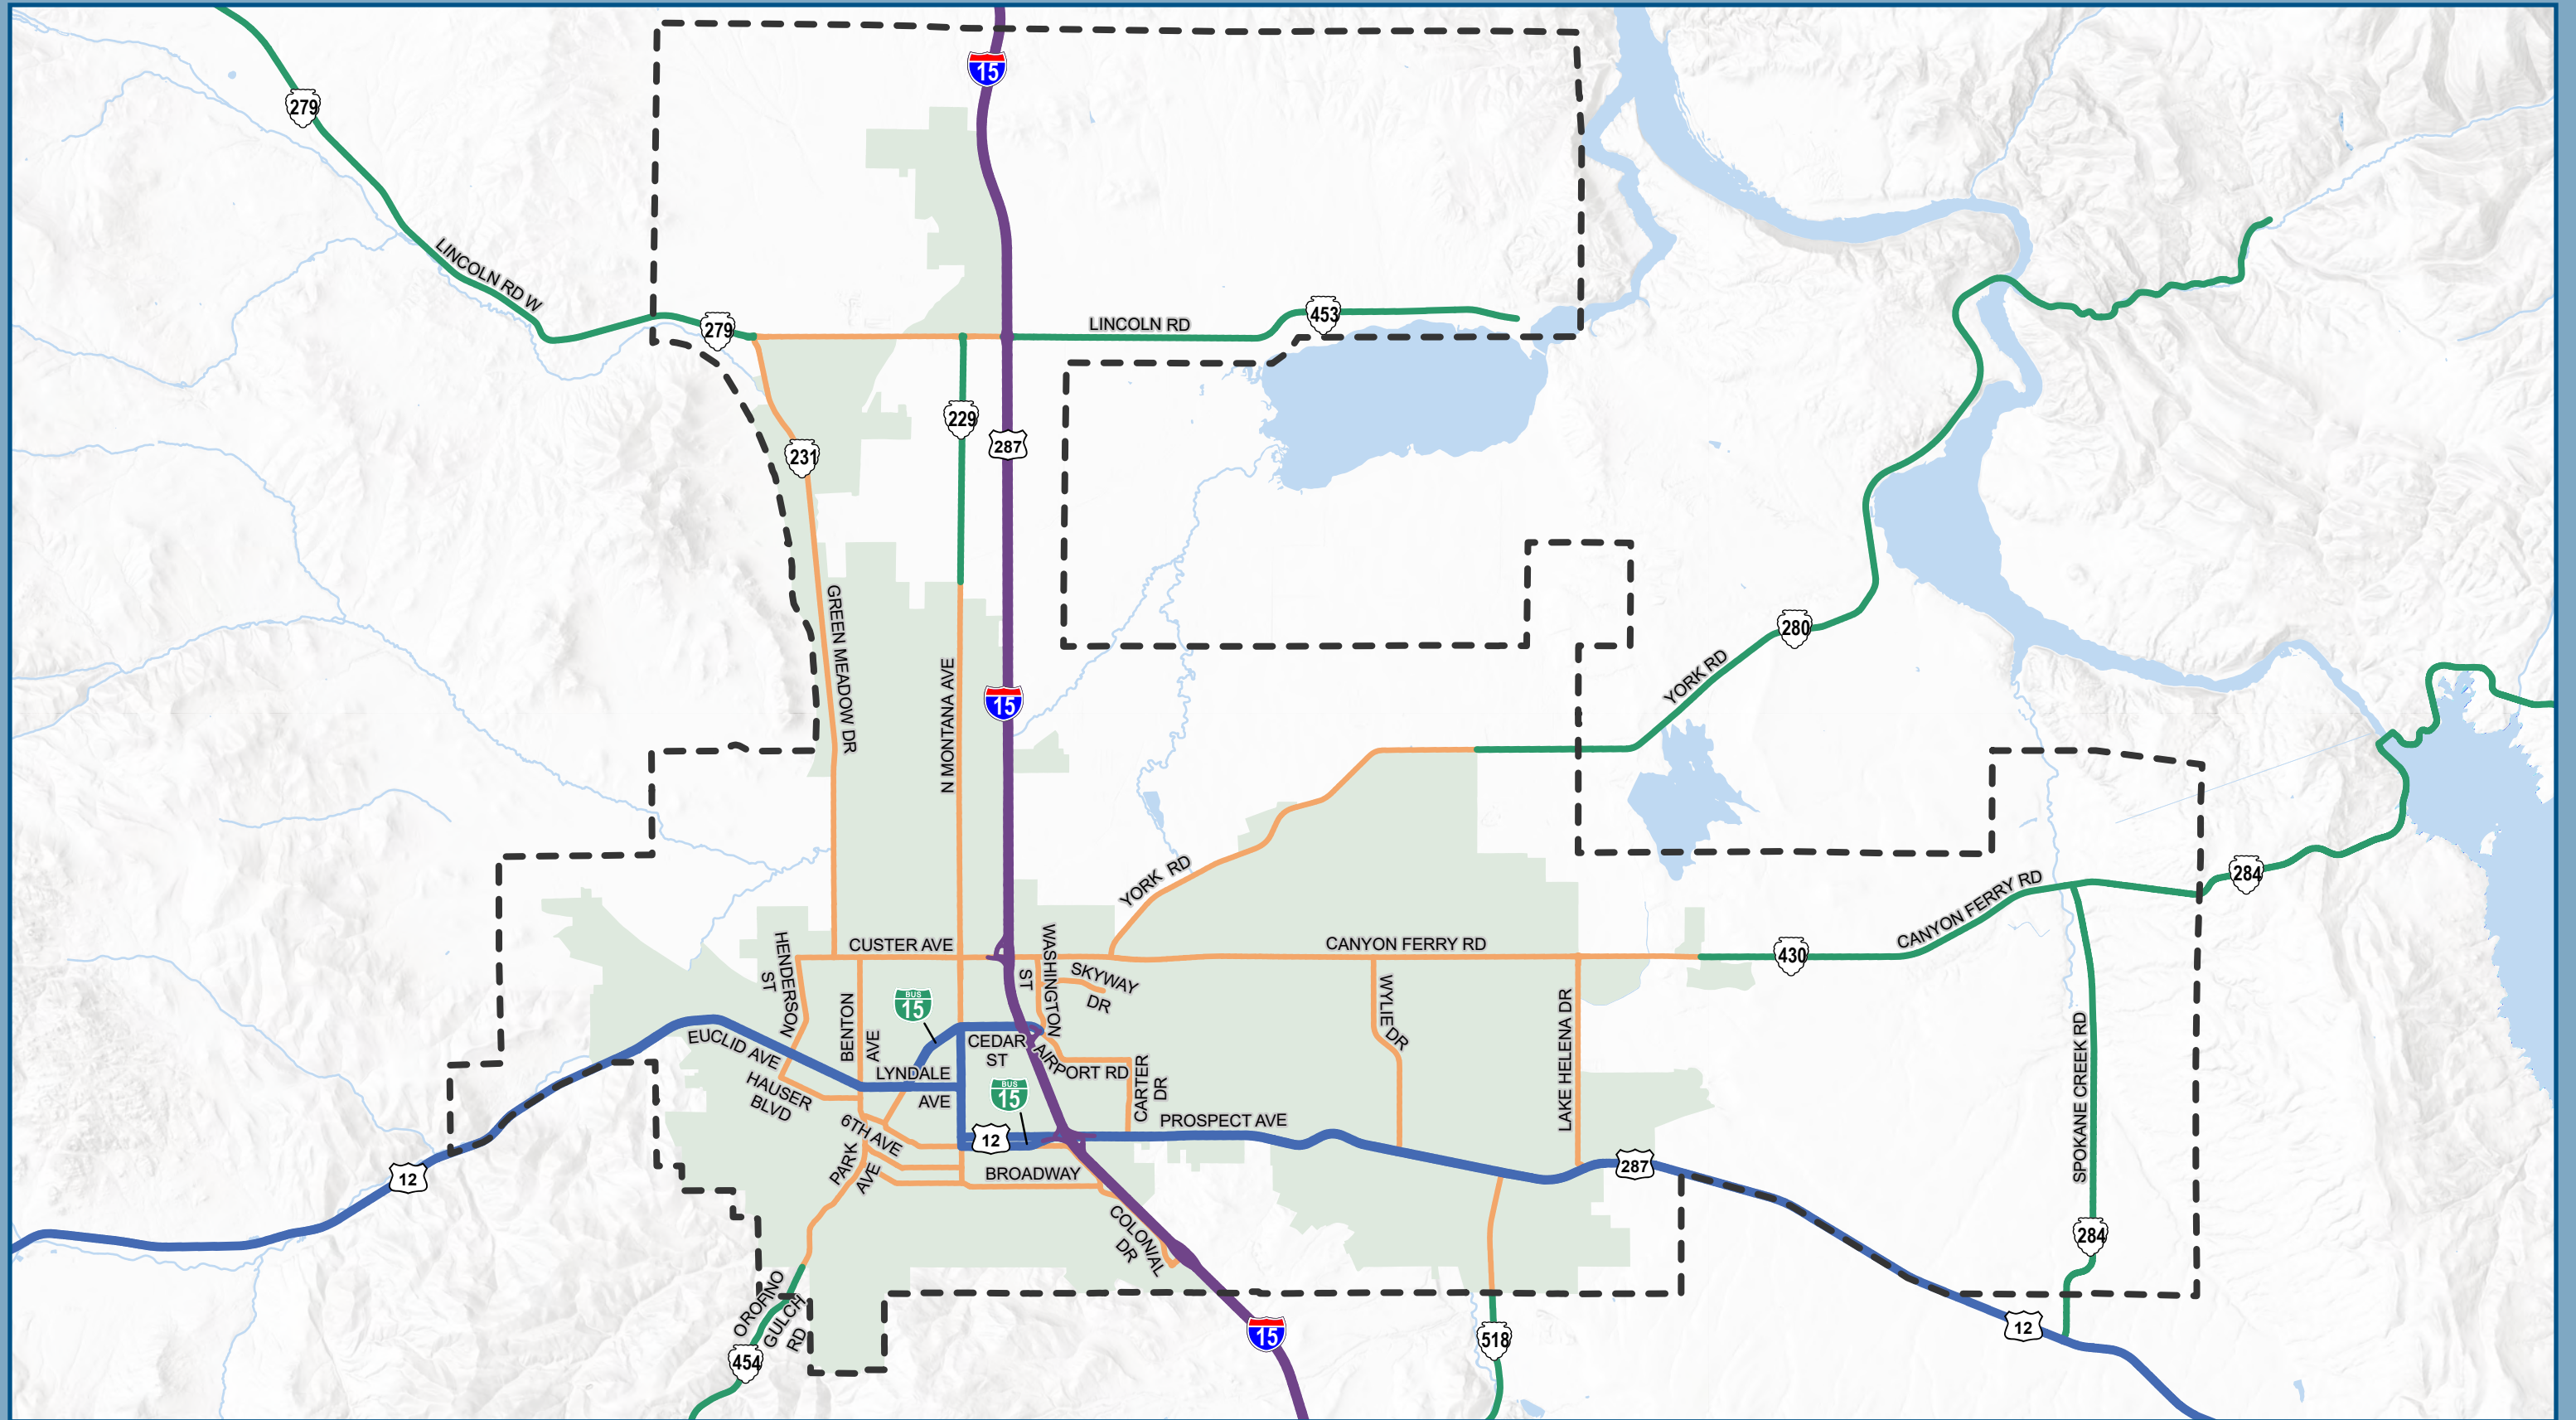 15
279
LINCOLN RD W
279
LINCOLN RD
453
229
231
287
GREEN MEADOW DR
N MONTANA AVE
15
280
YORK RD
YORK RD
284
CANYON FERRY RD
430
CANYON FERRY RD
CUSTER AVE
HENDERSON
ST
WASHINGTON
ST
SKYWAY
DR
BUS
15
BENTON
AVE
WYLIE DR
LAKE HELENA DR
SPOKANE CREEK RD
EUCLID AVE
CEDAR
ST
AIRPORT RD
LYNDALE
AVE
HAUSER
BLVD
BUS
15
CARTER
DR
6TH AVE
12
PROSPECT AVE
PARK
AVE
BROADWAY
287
12
COLONIAL
DR
284
OROFINO
GULCH
RD
454
15
518
12